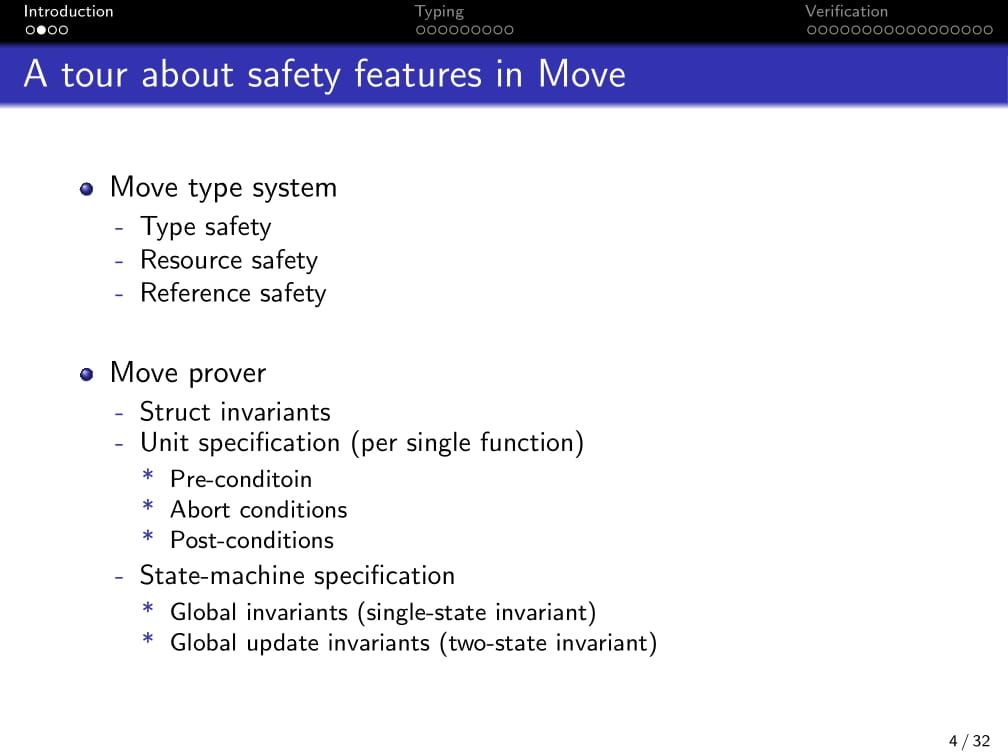 Introduction
Typing
Verification
A tour about safety features in Move
Move type system
- Type safety
- Resource safety
- Reference safety
Move prover
- Struct invariants
- Unit specification (per single function)
* Pre-conditoin
* Abort conditions
* Post-conditions
- State-machine specification
* Global invariants (single-state invariant)
* Global update invariants (two-state invariant)
4 / 32